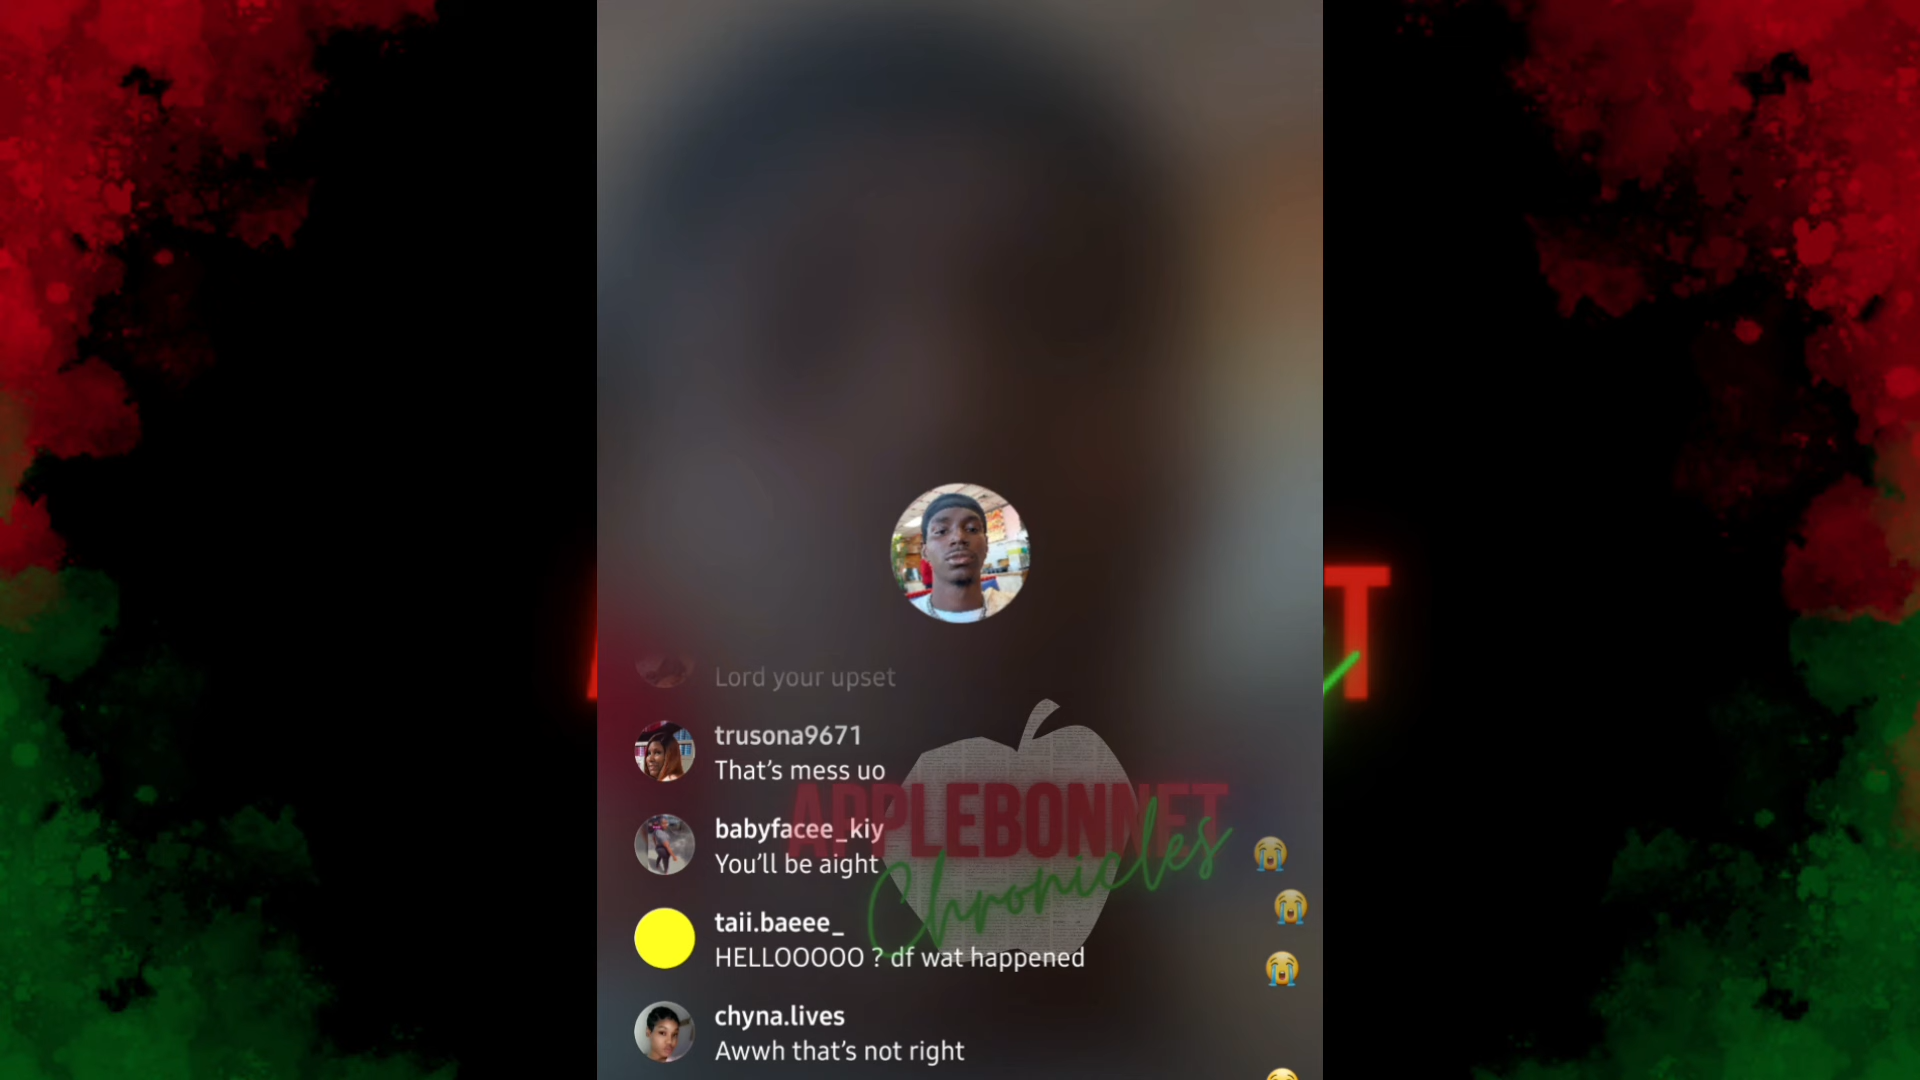 Lord your upset
trusona9671
That's mess uo
babyfacee_kiy
You'll be aight
taii.baeee_
HELLOOOOO ? df wat happened
chyna.lives
Awwh that's not right
APPLEBONNET
Chronicles
T